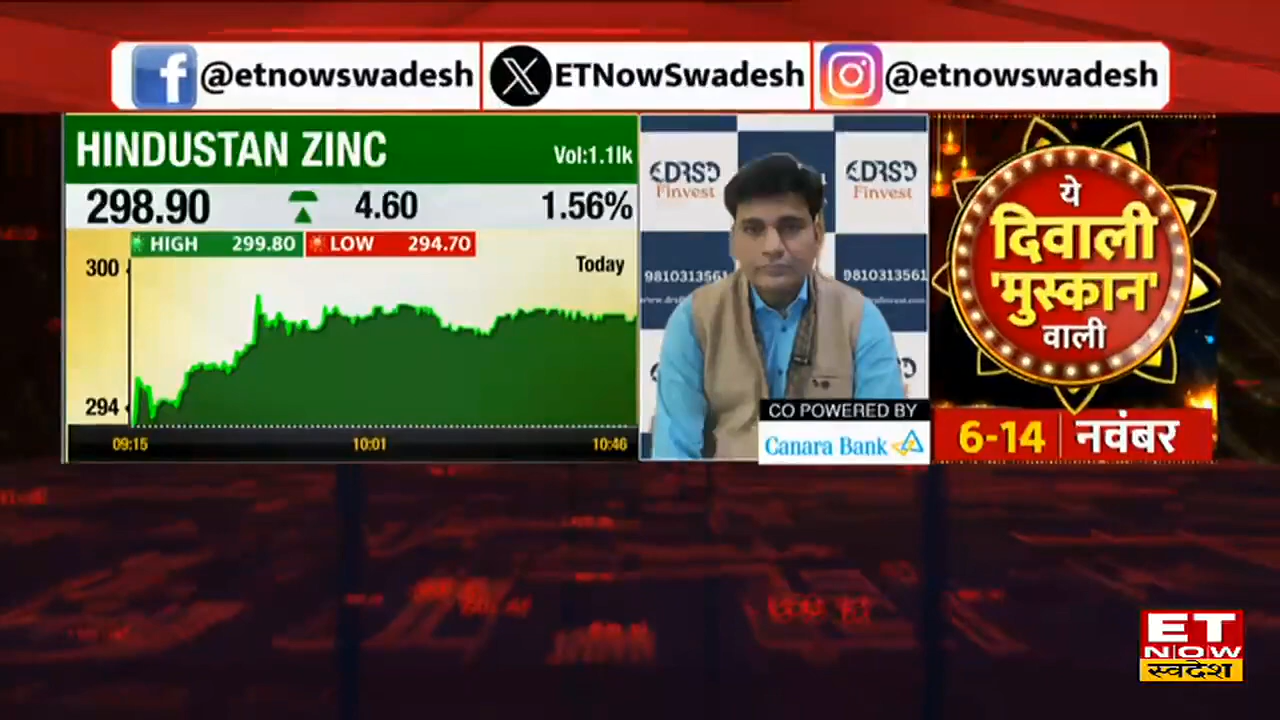 @etnowswadesh
ETNowSwadesh
@etnowswadesh
HINDUSTAN ZINC
Vol:1.1lk
298.90
4.60
1.56%
HIGH 299.80
LOW 294.70
Today
300
294
09:15
10:01
10:46
DRSD
Finvest
DRSD
Finvest
9810313561
9810313561
CO POWERED BY
Canara Bank
ये
दिवाली
'मुस्कान'
वाली
6-14 नवंबर
ET
NOW
स्वदेश